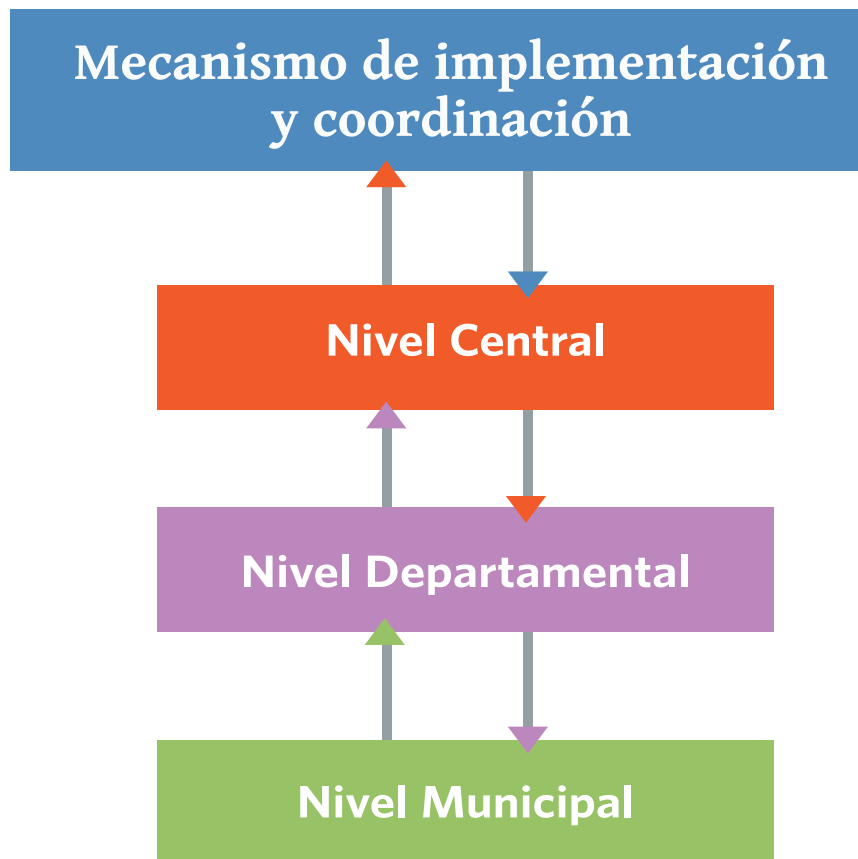 Mecanismo de implementación
y coordinación
Nivel Central
Nivel Departamental
Nivel Municipal